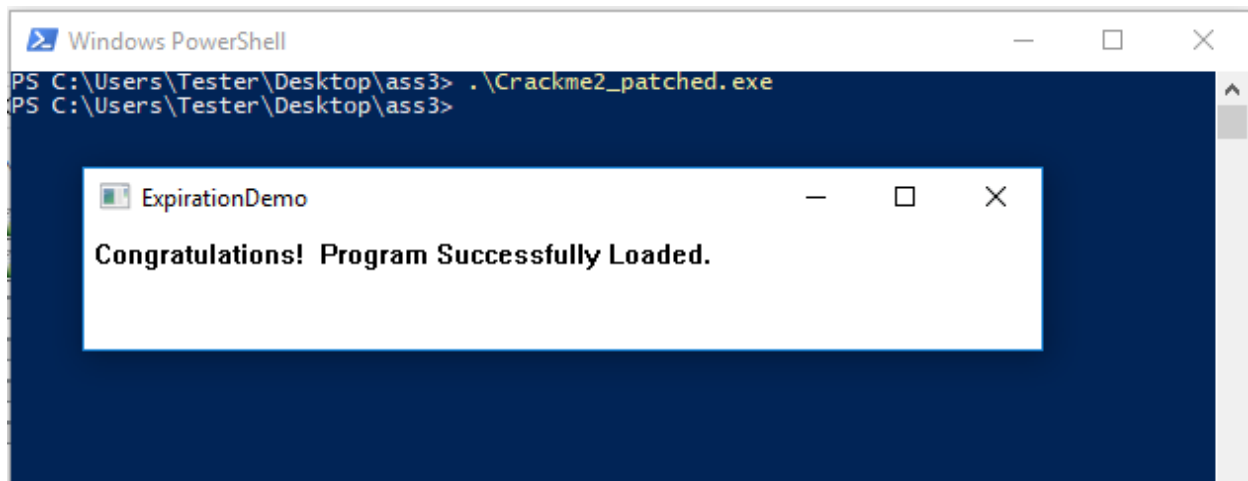 Windows PowerShell
PS C:\Users\Tester\Desktop\ass3> .\Crackme2_patched.exe
PS C:\Users\Tester\Desktop\ass3>
ExpirationDemo
Congratulations!  Program Successfully Loaded.